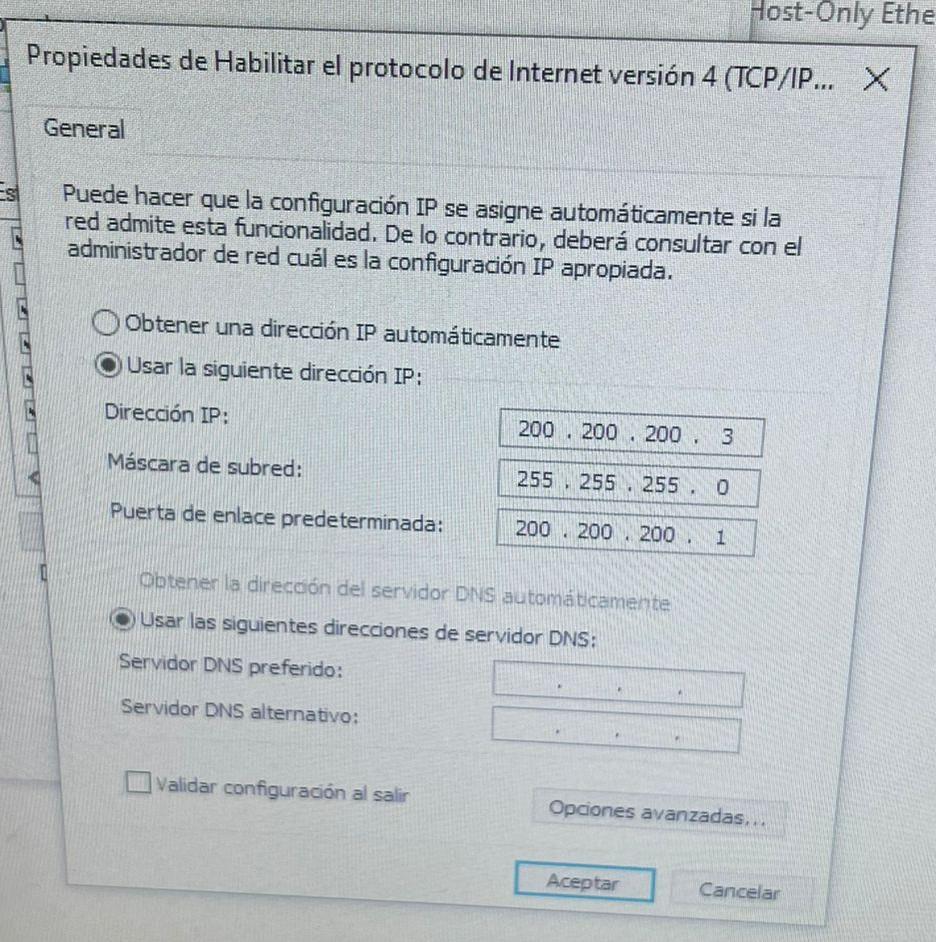 Host-Only Ethe
Propiedades de Habilitar el protocolo de Internet versión 4 (TCP/IP...
General
Puede hacer que la configuración IP se asigne automáticamente si la
red admite esta funcionalidad. De lo contrario, deberá consultar con el
administrador de red cuál es la configuración IP apropiada.
Obtener una dirección IP automáticamente
Usar la siguiente dirección IP:
Dirección IP: 200 . 200 . 200 . 3
Máscara de subred: 255 . 255 . 255 . 0
Puerta de enlace predeterminada: 200 . 200 . 200 . 1
Obtener la dirección del servidor DNS automáticamente
Usar las siguientes direcciones de servidor DNS:
Servidor DNS preferido: . . .
Servidor DNS alternativo: . . .
Validar configuración al salir
Opciones avanzadas...
Aceptar Cancelar